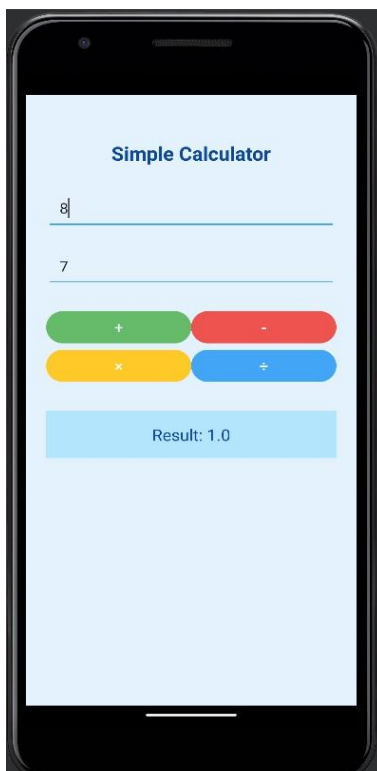 Simple Calculator
8
7
+ -
× ÷
Result: 1.0